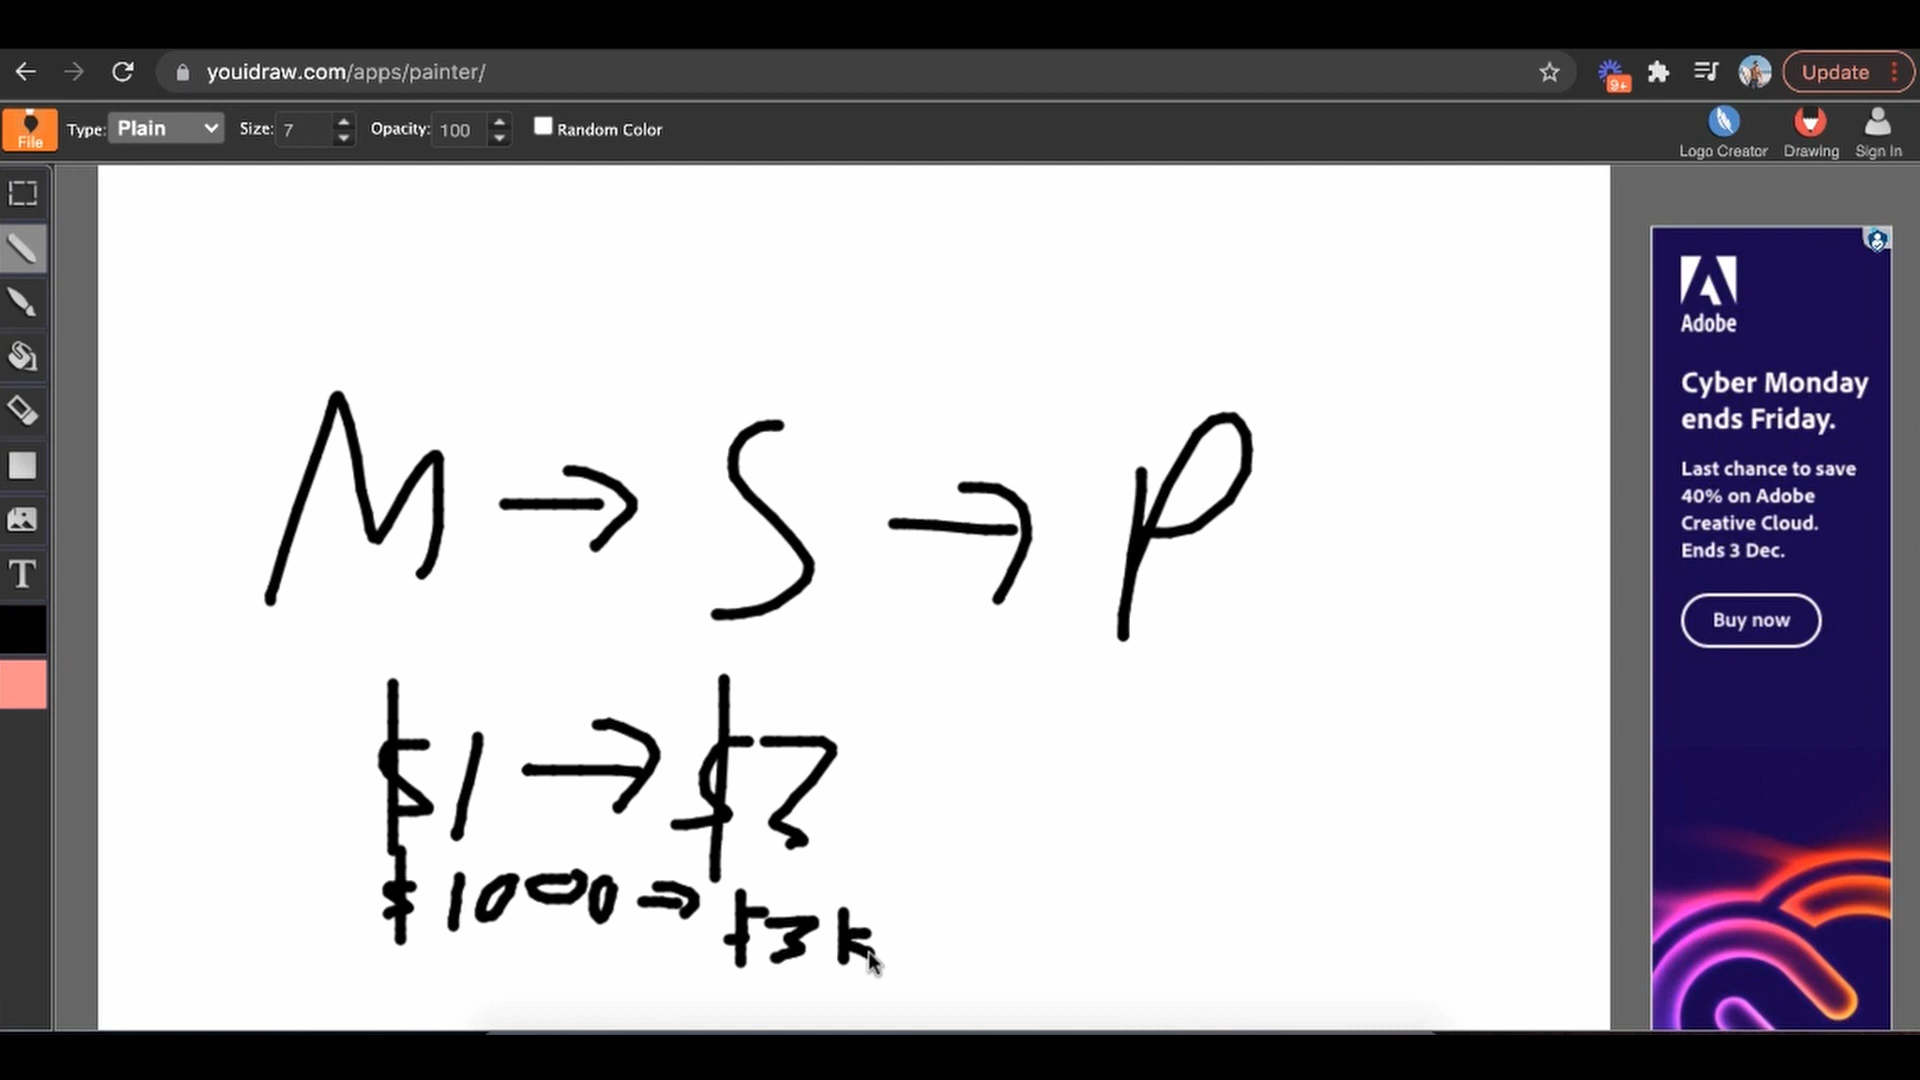 youidraw.com/apps/painter/
9+
Update
File
Type: Plain
Size: 7
Opacity: 100
Random Color
Logo Creator
Drawing
Sign In
T
M → S → P
$1 → $3
$1000 → $3k
Adobe
Cyber Monday
ends Friday.
Last chance to save
40% on Adobe
Creative Cloud.
Ends 3 Dec.
Buy now